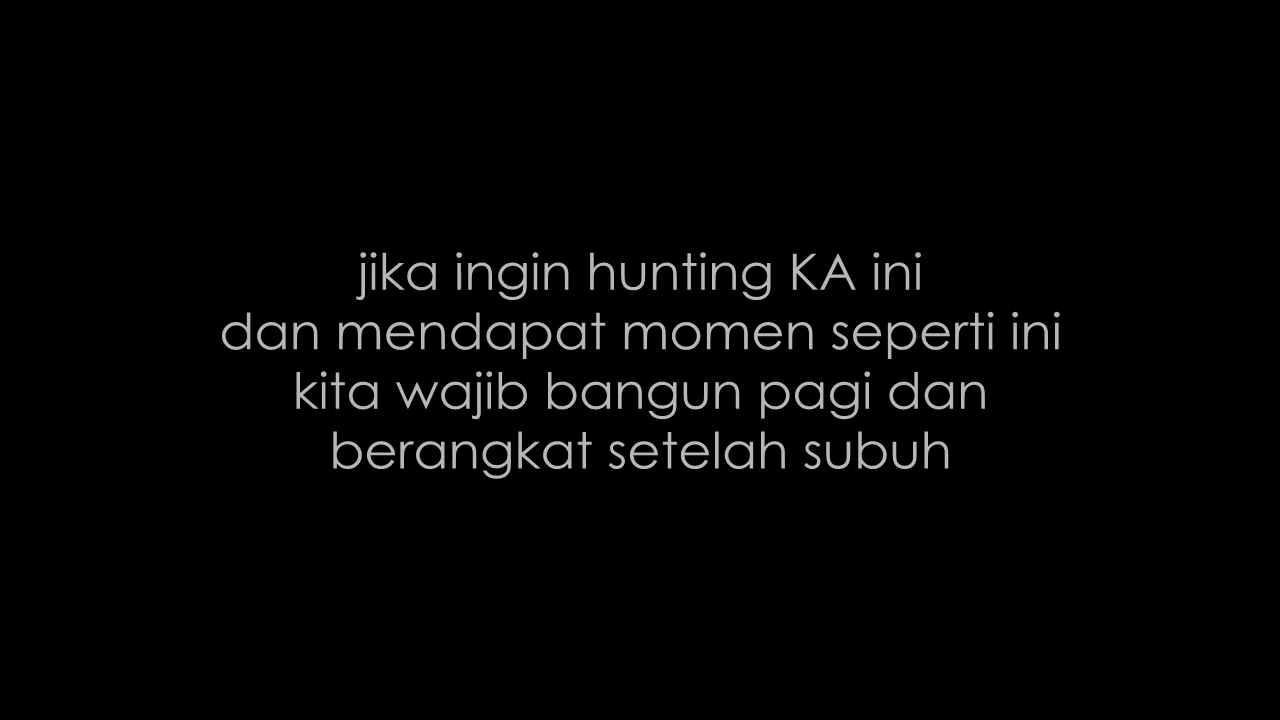 jika ingin hunting KA ini
dan mendapat momen seperti ini
kita wajib bangun pagi dan
berangkat setelah subuh